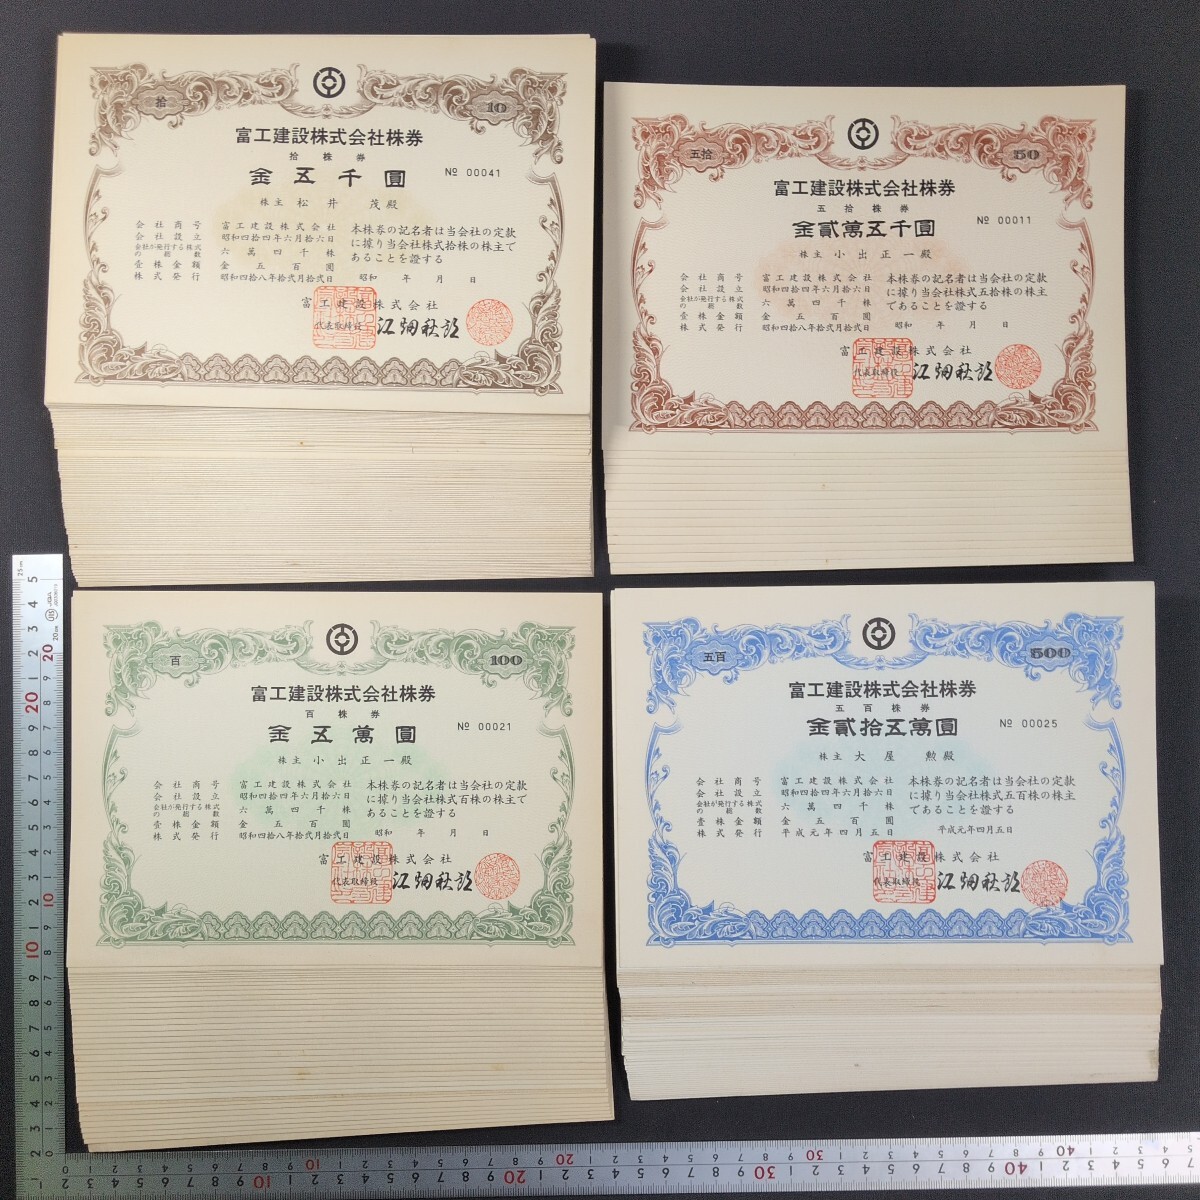 拾
10
富工建設株式会社株券
拾株券
№ 00041
金五千圓
株主 松井 茂殿
会社商号 富工建設株式会社
会社設立 昭和四拾四年六月拾六日
会社が発行する株式の総数 六萬四千株
壹株金額 金五百圓
株式発行 昭和四拾八年拾弐月拾弐日
本株券の記名者は当会社の定款
に據り当会社株式拾株の株主で
あることを證する
昭和 年 月 日
富工建設株式会社
代表取締役 江畑秋郎
五拾
50
富工建設株式会社株券
五拾株券
№ 00011
金貳萬五千圓
株主 小出正一殿
会社商号 富工建設株式会社
会社設立 昭和四拾四年六月拾六日
会社が発行する株式の総数 六萬四千株
壹株金額 金五百圓
株式発行 昭和四拾八年拾弐月拾弐日
本株券の記名者は当会社の定款
に據り当会社株式五拾株の株主
であることを證する
昭和 年 月 日
富工建設株式会社
代表取締役 江畑秋郎
百
100
富工建設株式会社株券
百株券
№ 00021
金五萬圓
株主 小出正一殿
会社商号 富工建設株式会社
会社設立 昭和四拾四年六月拾六日
会社が発行する株式の総数 六萬四千株
壹株金額 金五百圓
株式発行 昭和四拾八年拾弐月拾弐日
本株券の記名者は当会社の定款
に據り当会社株式百株の株主で
あることを證する
昭和 年 月 日
富工建設株式会社
代表取締役 江畑秋郎
五百
500
富工建設株式会社株券
五百株券
№ 00025
金貳拾五萬圓
株主 大屋 勲殿
会社商号 富工建設株式会社
会社設立 昭和四拾四年六月拾六日
会社が発行する株式の総数 六萬四千株
壹株金額 金五百圓
株式発行 平成元年四月五日
本株券の記名者は当会社の定款
に據り当会社株式五百株の株主
であることを證する
平成元年四月五日
富工建設株式会社
代表取締役 江畑秋郎